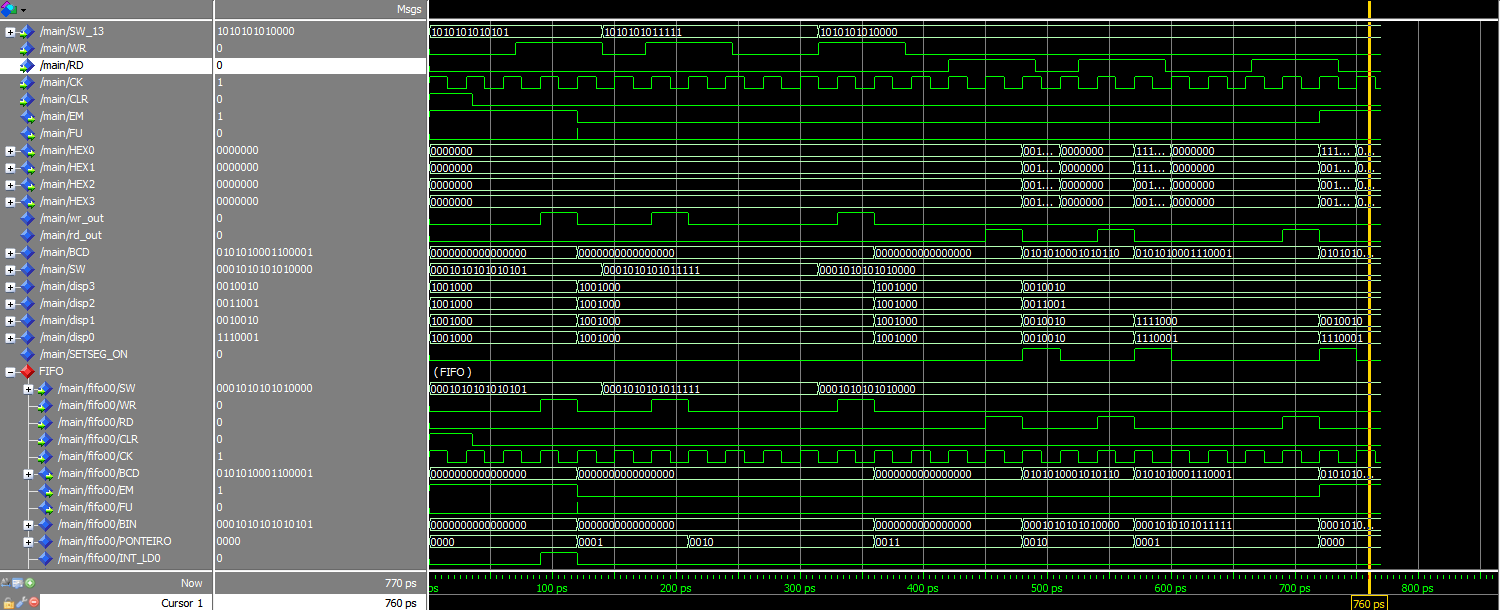 Msgs
/main/SW_13 1010101010000 1010101010101 1010101011111 1010101010000
/main/WR 0
/main/RD 0
/main/CK 1
/main/CLR 0
/main/EM 1
/main/FU 0
/main/HEX0 0000000 0000000 001... 0000000 111... 0000000 111... 0...
/main/HEX1 0000000 0000000 001... 0000000 111... 0000000 001... 0...
/main/HEX2 0000000 0000000 001... 0000000 001... 0000000 001... 0...
/main/HEX3 0000000 0000000 001... 0000000 001... 0000000 001... 0...
/main/wr_out 0
/main/rd_out 0
/main/BCD 0101010001100001 0000000000000000 0000000000000000 0000000000000000 0101010001010110 0101010001110001 0101010...
/main/SW 0001010101010000 0001010101010101 0001010101011111 0001010101010000
/main/disp3 0010010 1001000 1001000 1001000 0010010
/main/disp2 0011001 1001000 1001000 1001000 0011001
/main/disp1 0010010 1001000 1001000 1001000 0010010 1111000 0010010
/main/disp0 1110001 1001000 1001000 1001000 0010010 1110001 1110001
/main/SETSEG_ON 0
FIFO ( FIFO )
/main/fifo00/SW 0001010101010000 0001010101010101 0001010101011111 0001010101010000
/main/fifo00/WR 0
/main/fifo00/RD 0
/main/fifo00/CLR 0
/main/fifo00/CK 1
/main/fifo00/BCD 0101010001100001 0000000000000000 0000000000000000 0000000000000000 0101010001010110 0101010001110001 0101010...
/main/fifo00/EM 1
/main/fifo00/FU 0
/main/fifo00/BIN 0001010101010101 0000000000000000 0000000000000000 0000000000000000 0001010101010000 0001010101011111 0001010...
/main/fifo00/PONTEIRO 0000 0000 0001 0010 0011 0010 0001 0000
/main/fifo00/INT_LD0 0
Now 770 ps ps 100 ps 200 ps 300 ps 400 ps 500 ps 600 ps 700 ps 800 ps
Cursor 1 760 ps 760 ps